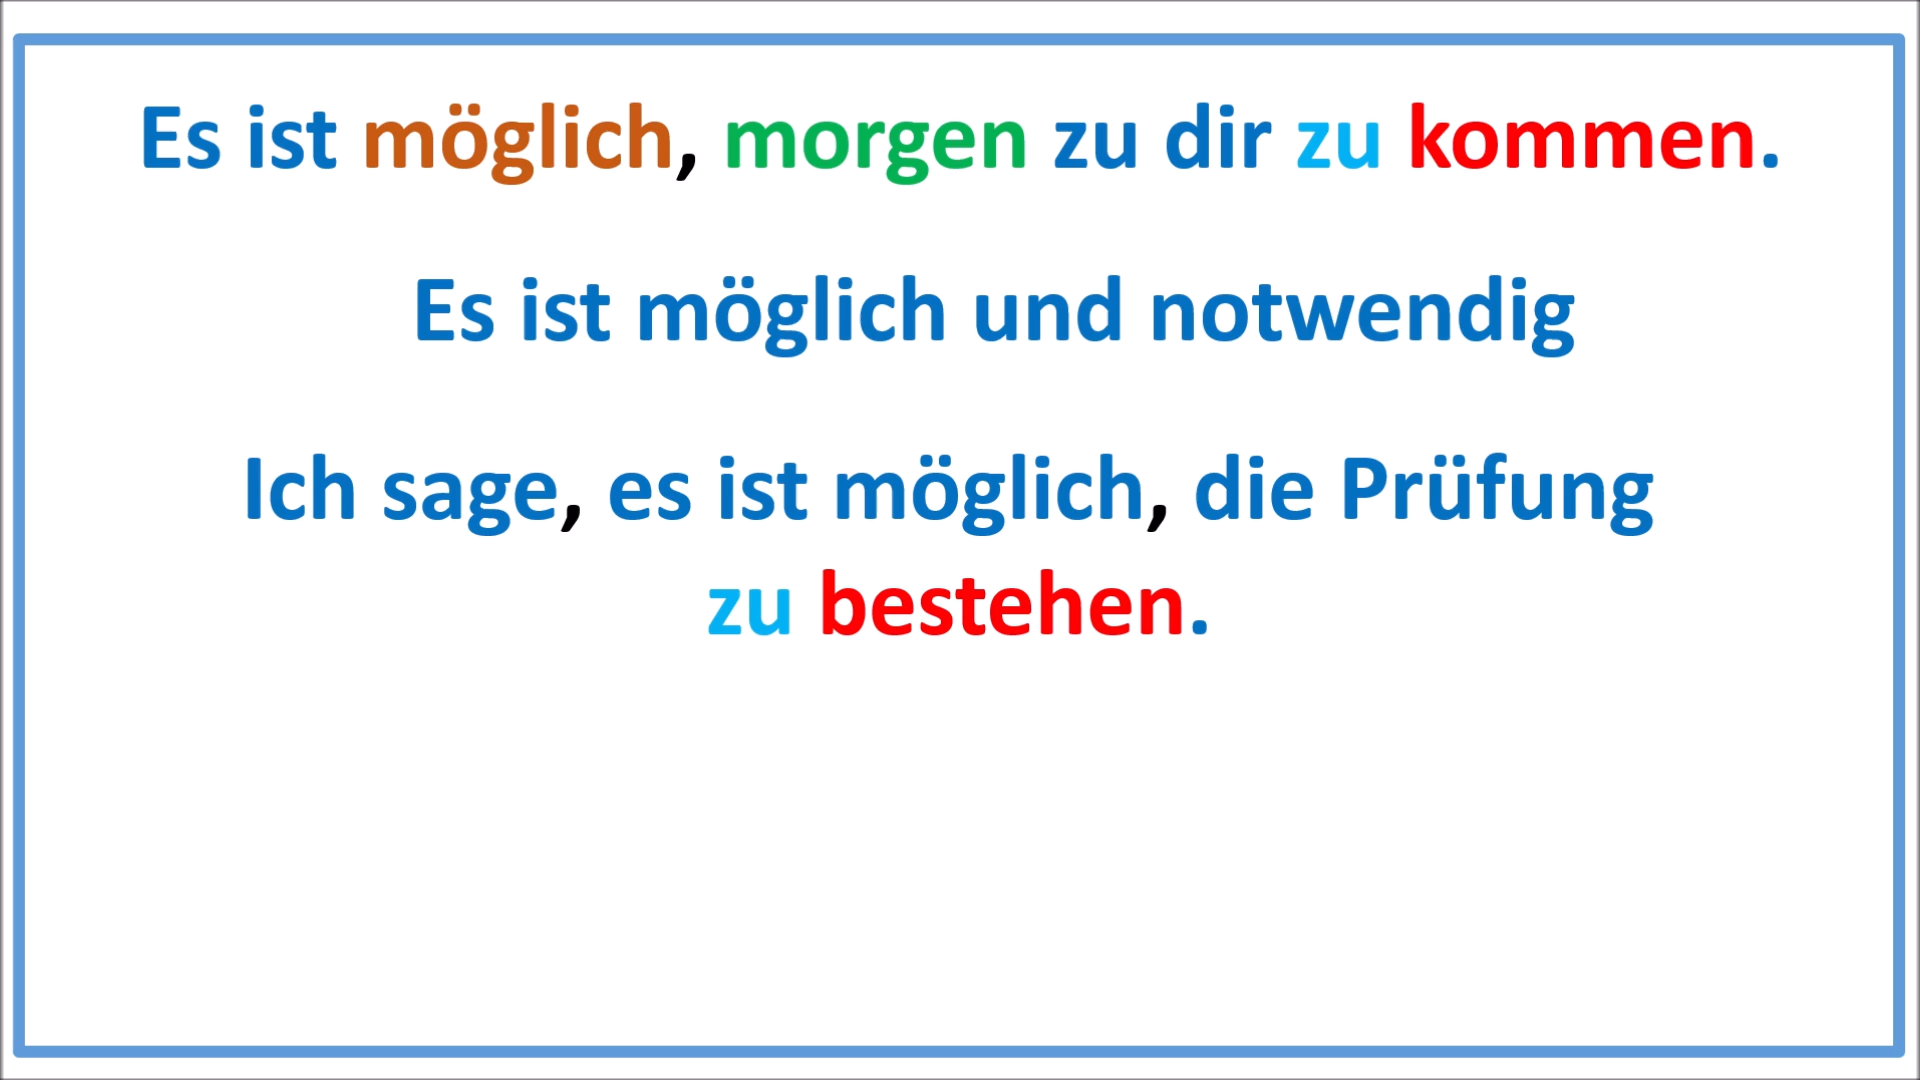 Es ist möglich, morgen zu dir zu kommen.
Es ist möglich und notwendig
Ich sage, es ist möglich, die Prüfung
zu bestehen.